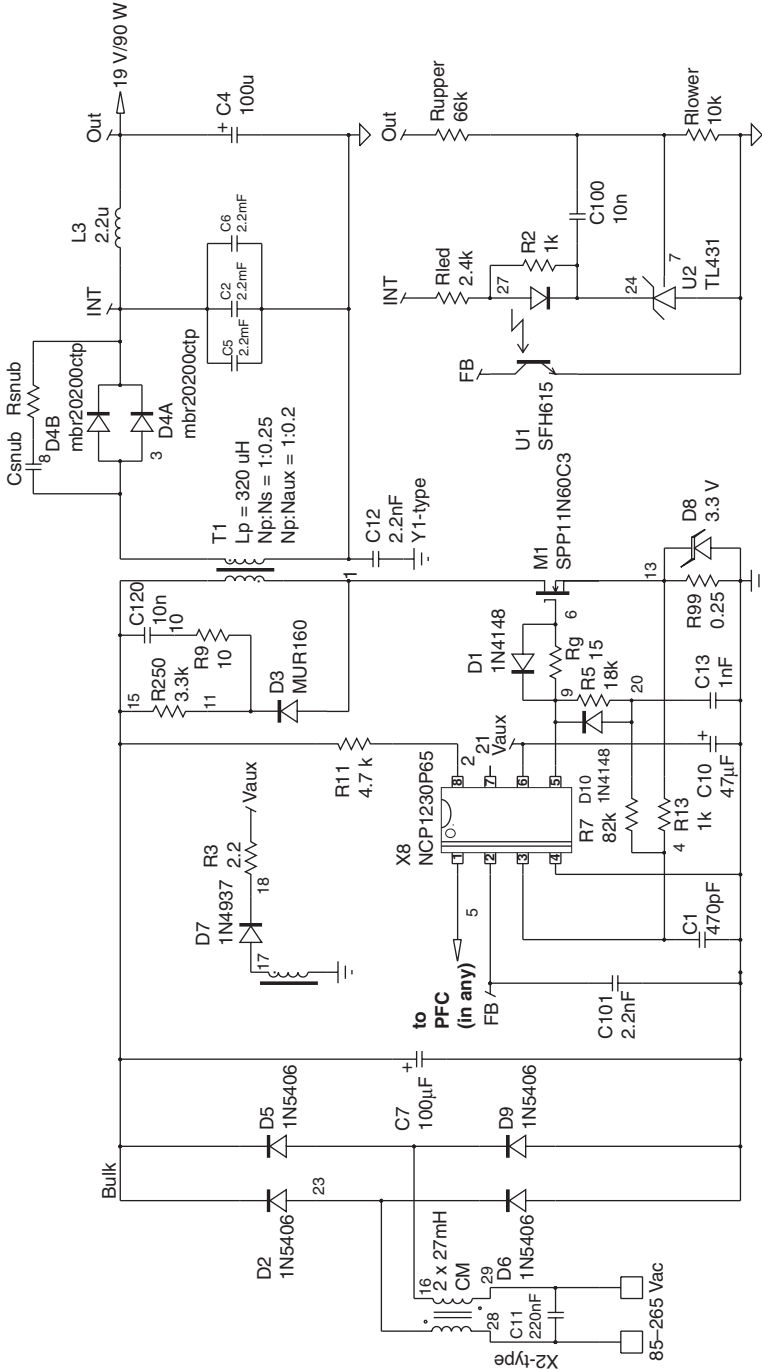 85–265 Vac
X2-type
C11
220nF
28
29
16
2 x 27mH
CM
D2
1N5406
23
D6
1N5406
Bulk
D5
1N5406
D9
1N5406
C7
100µF
+
to
PFC
(in any)
FB
5
C101
2.2nF
D7
1N4937
17
18
R3
2.2
Vaux
X8
NCP1230P65
1
2
3
4
8
7
6
5
2
21
Vaux
R11
4.7 k
C1
470pF
4
R13
1k
R7
82k
D10
1N4148
C10
47µF
+
R5
18k
20
C13
1nF
9
Rg
15
D1
1N4148
6
M1
SPP11N60C3
13
R99
0.25
D8
3.3 V
15
R250
3.3k
11
C120
10n
10
R9
10
D3
MUR160
1
T1
Lp = 320 uH
Np:Ns = 1:0.25
Np:Naux = 1:0.2
C12
2.2nF
Y1-type
Csnub
Rsnub
8
D4B
mbr20200ctp
D4A
mbr20200ctp
3
INT
L3
2.2u
Out
19 V/90 W
C5
2.2mF
C2
2.2mF
C6
2.2mF
+
C4
100u
FB
U1
SFH615
INT
Rled
2.4k
27
R2
1k
C100
10n
24
7
U2
TL431
Out
Rupper
66k
Rlower
10k